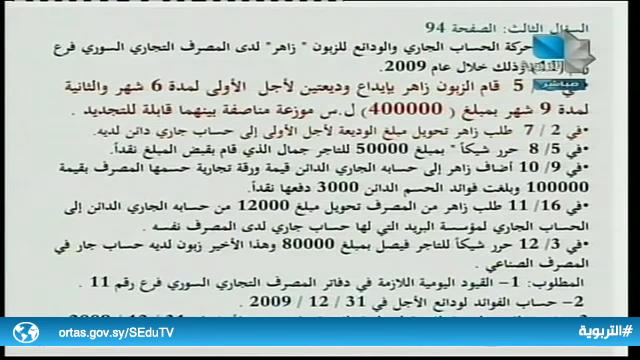 السؤال الثالث: الصفحة 94
حركة الحساب الجاري والودائع للزبون " زاهر" لدى المصرف التجاري السوري فرع
وذلك خلال عام 2009.
5 قام الزبون زاهر بإيداع وديعتين لأجل الأولى لمدة 6 شهر والثانية
لمدة 9 شهر بمبلغ ( 400000) ل.س موزعة مناصفة بينهما قابلة للتجديد .
•في 2 / 7 طلب زاهر تحويل مبلغ الوديعة لأجل الأولى إلى حساب جاري دائن لديه.
•في 5/ 8 حرر شيكاً " بمبلغ 50000 للتاجر جمال الذي قام بقبض المبلغ نقداً.
•في 9/ 10 أضاف زاهر إلى حسابه الجاري الدائن قيمة ورقة تجارية حسمها المصرف بقيمة
100000 وبلغت فوائد الحسم الدائن 3000 دفعها نقداً.
•في 16/ 11 طلب زاهر من المصرف تحويل مبلغ 12000 من حسابه الجاري الدائن إلى
الحساب الجاري لمؤسسة البريد التي لها حساب جاري لدى المصرف نفسه .
•في 3/ 12 حرر شيكاً للتاجر فيصل بمبلغ 80000 وهذا الأخير زبون لديه حساب جار في
المصرف الصناعي .
المطلوب: 1– القيود اليومية اللازمة في دفاتر المصرف التجاري السوري فرع رقم 11 .
2– حساب الفوائد لودائع الأجل في 31 / 12 / 2009 .
مباشر
ortas.gov.sy/SEduTV
#التربوية